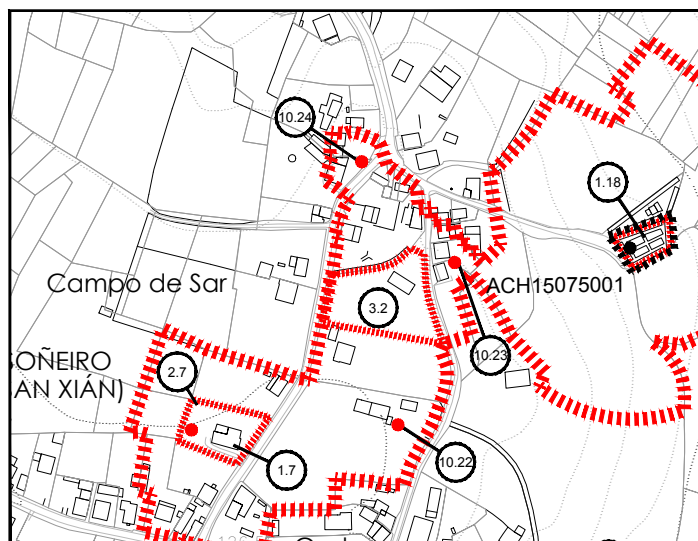 10.24
1.18
Campo de Sar
ACH15075001
3.2
10.23
OÑEIRO
AN XIÁN)
2.7
10.22
1.7